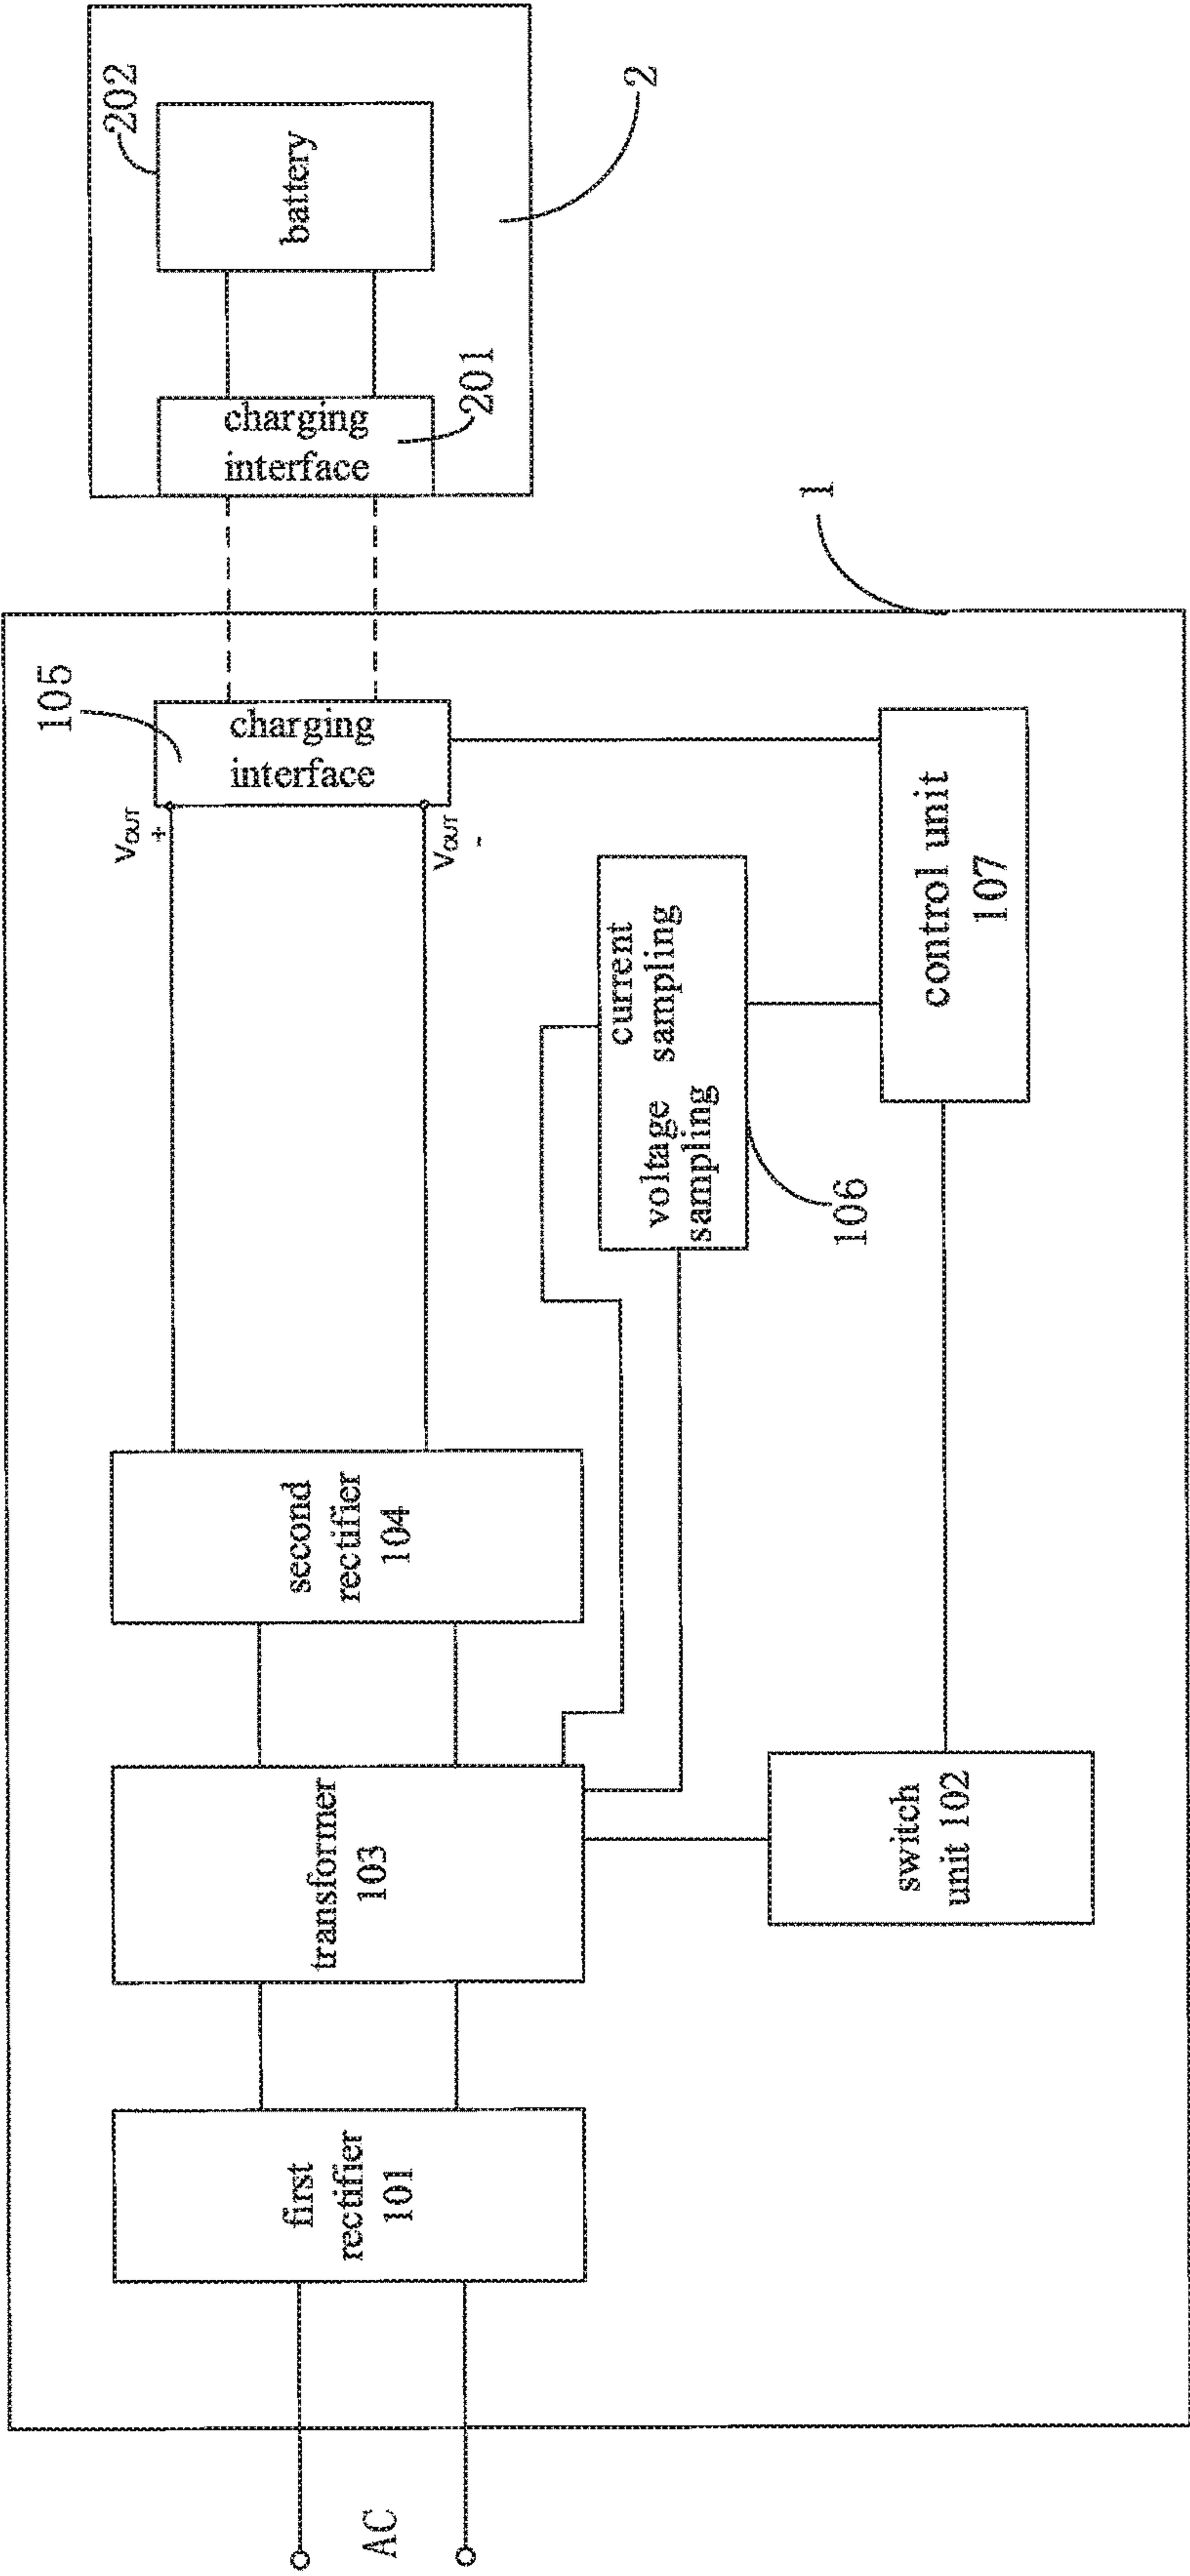 AC
first
rectifier
101
transformer
103
second
rectifier
104
VOUT
+
VOUT
-
105
charging
interface
charging
interface
201
battery
202
2
1
switch
unit 102
voltage
sampling
current
sampling
106
control unit
107